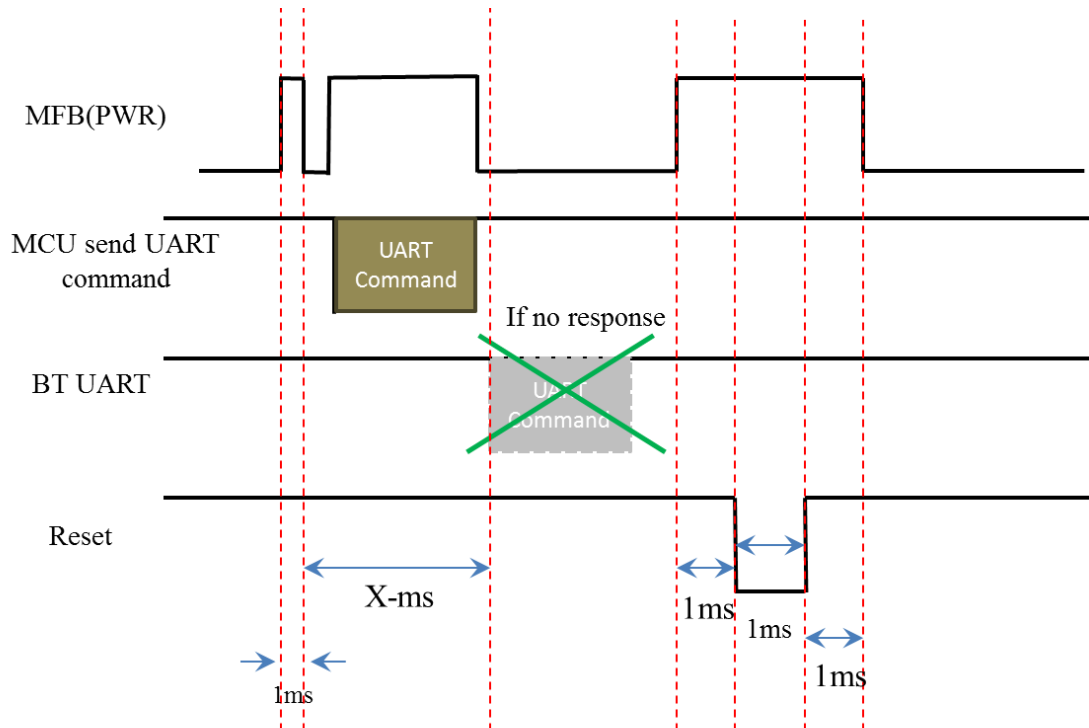 MFB(PWR)
MCU send UART
command
UART
Command
If no response
BT UART
UART
Command
Reset
X-ms
1ms
1ms
1ms
1ms